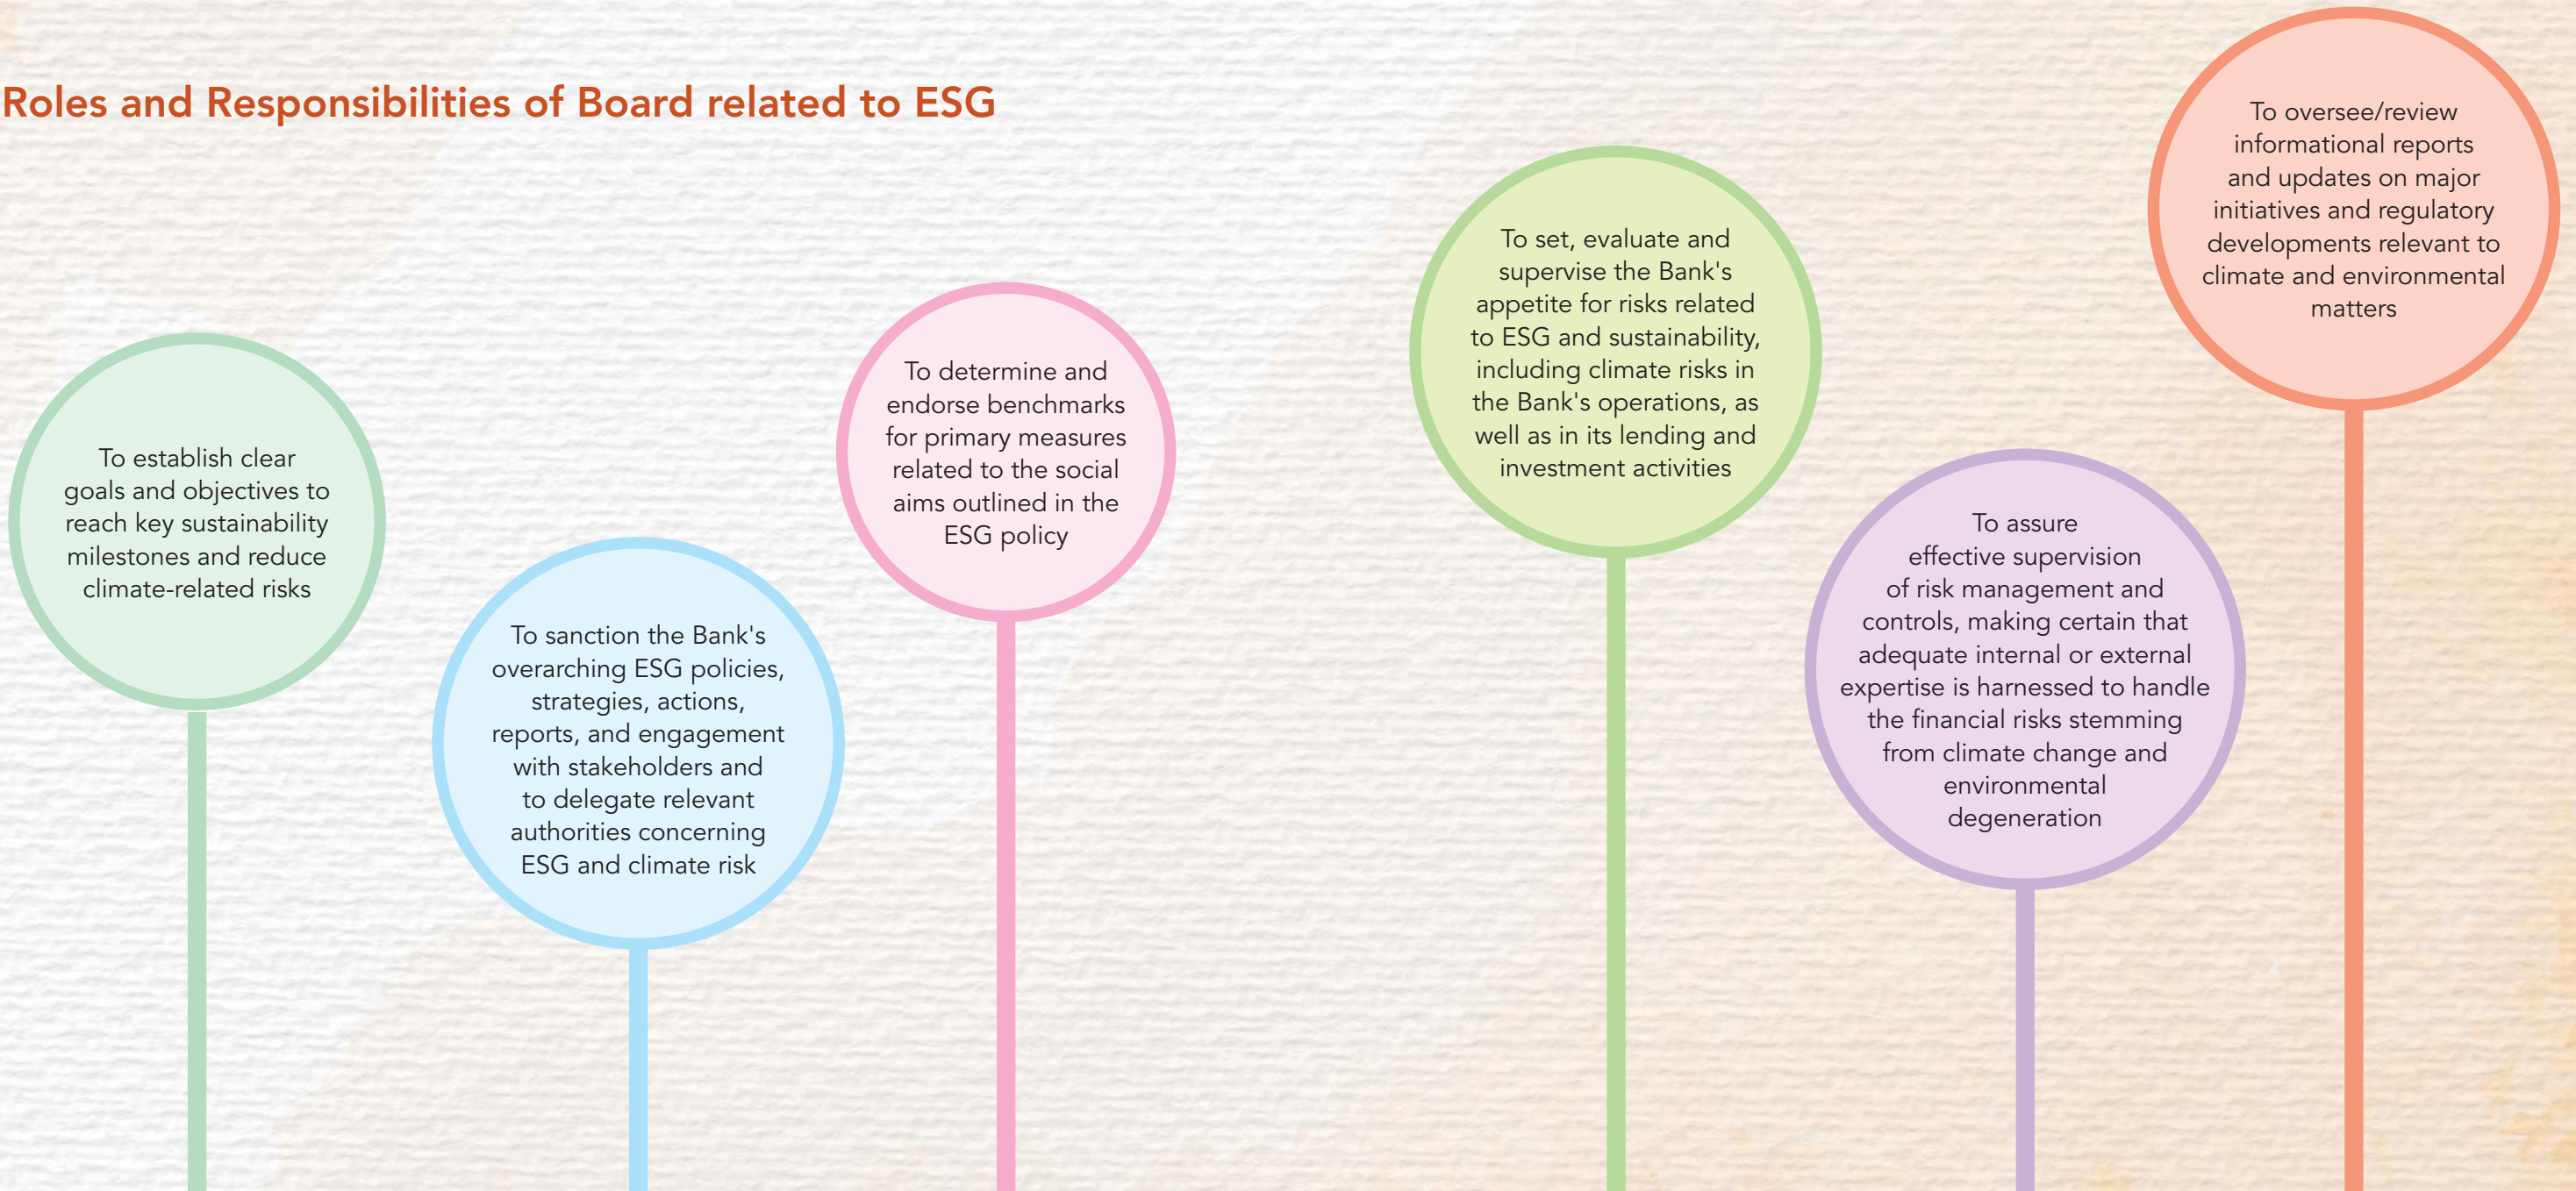 Roles and Responsibilities of Board related to ESG
To establish clear
goals and objectives to
reach key sustainability
milestones and reduce
climate-related risks
To sanction the Bank's
overarching ESG policies,
strategies, actions,
reports, and engagement
with stakeholders and
to delegate relevant
authorities concerning
ESG and climate risk
To determine and
endorse benchmarks
for primary measures
related to the social
aims outlined in the
ESG policy
To set, evaluate and
supervise the Bank's
appetite for risks related
to ESG and sustainability,
including climate risks in
the Bank's operations, as
well as in its lending and
investment activities
To assure
effective supervision
of risk management and
controls, making certain that
adequate internal or external
expertise is harnessed to handle
the financial risks stemming
from climate change and
environmental
degeneration
To oversee/review
informational reports
and updates on major
initiatives and regulatory
developments relevant to
climate and environmental
matters